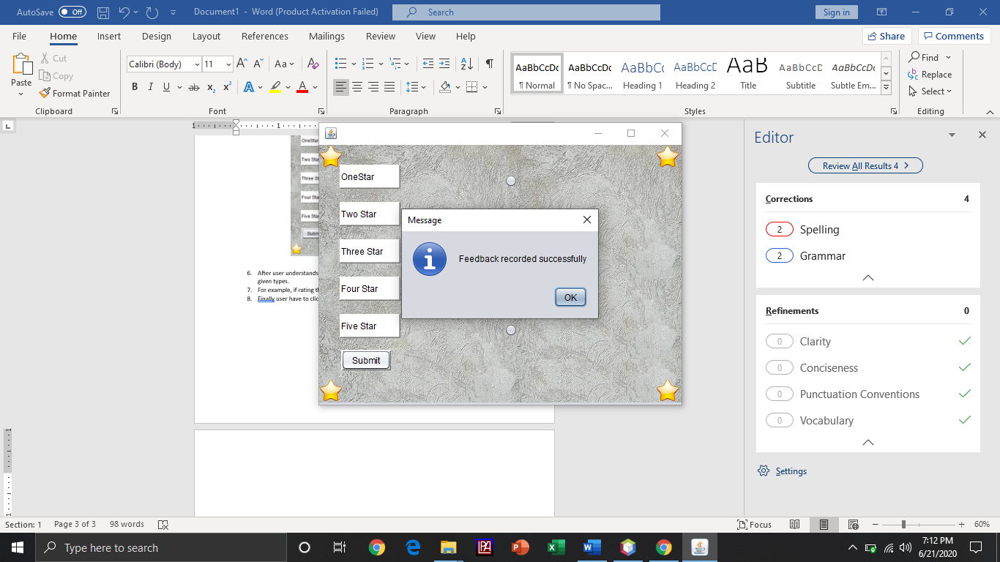 AutoSave Off Document1 - Word (Product Activation Failed) Search Sign in
File Home Insert Design Layout References Mailings Review View Help Share Comments
Paste Cut Copy Format Painter
Calibri (Body) 11 A A Aa A
B I U ab x2 x2 A A
AaBbCcDc AaBbCcDc AaBbCc AaBbCcD AaB AaBbCcD AaBbCcDc
¶ Normal ¶ No Spac... Heading 1 Heading 2 Title Subtitle Subtle Em...
Find
Replace
Select
Clipboard Font Paragraph Styles Editing
OneStar
Two Star
Three Star
Four Star
Five Star
Submit
6. After user understands
given types.
7. For example, if rating th
8. Finally user have to clic
OneStar
Two Star
Three Star
Four Star
Five Star
Submit
Message
Feedback recorded successfully
OK
Editor
Review All Results 4
Corrections 4
2 Spelling
2 Grammar
Refinements 0
0 Clarity
0 Conciseness
0 Punctuation Conventions
0 Vocabulary
Settings
Section: 1 Page 3 of 3 98 words Focus 60%
Type here to search
7:12 PM
6/21/2020